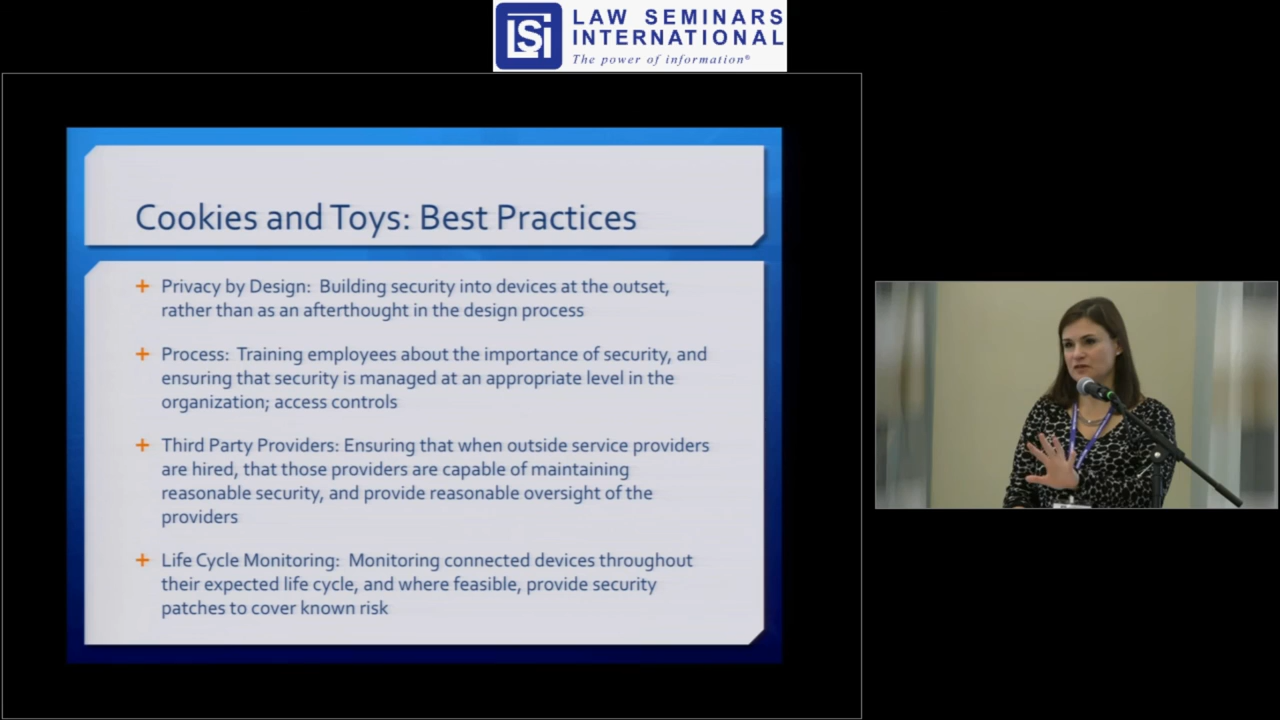 LSi
LAW SEMINARS
INTERNATIONAL
The power of information®
Cookies and Toys: Best Practices
+ Privacy by Design: Building security into devices at the outset,
rather than as an afterthought in the design process
+ Process: Training employees about the importance of security, and
ensuring that security is managed at an appropriate level in the
organization; access controls
+ Third Party Providers: Ensuring that when outside service providers
are hired, that those providers are capable of maintaining
reasonable security, and provide reasonable oversight of the
providers
+ Life Cycle Monitoring: Monitoring connected devices throughout
their expected life cycle, and where feasible, provide security
patches to cover known risk